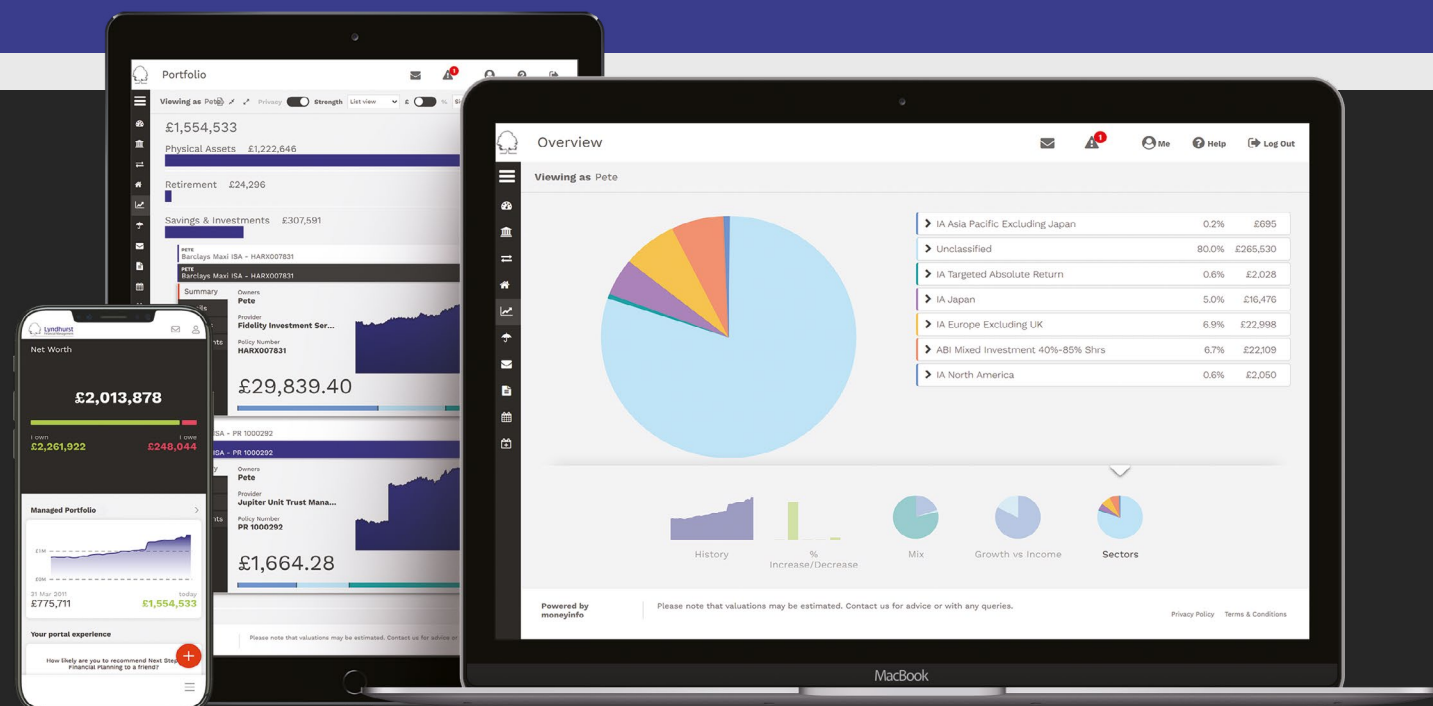 Portfolio
1
Viewing as Pete
Privacy
Strength
List view
£
%
£1,554,533
Physical Assets £1,222,646
Retirement £24,296
Savings & Investments £307,591
PETE
Barclays Maxi ISA - HARX007831
PETE
Barclays Maxi ISA - HARX007831
Summary
Owners
Pete
Provider
Fidelity Investment Ser...
Policy Number
HARX007831
£29,839.40
ISA - PR 1000292
ISA - PR 1000292
Owners
Pete
Provider
Jupiter Unit Trust Mana...
Policy Number
PR 1000292
£1,664.28
Please note that valuations may be estimated. Contact us for advice or
Lyndhurst
Financial Management
Net Worth
£2,013,878
I own
I owe
£2,261,922
£248,044
Managed Portfolio
£1M
£0M
21 Mar 2011
today
£775,711
£1,554,533
Your portal experience
How likely are you to recommend Next Step
Financial Planning to a friend?
+
Overview
1
Me
? Help
Log Out
Viewing as Pete
IA Asia Pacific Excluding Japan 0.2% £695
Unclassified 80.0% £265,530
IA Targeted Absolute Return 0.6% £2,028
IA Japan 5.0% £16,476
IA Europe Excluding UK 6.9% £22,998
ABI Mixed Investment 40%-85% Shrs 6.7% £22,109
IA North America 0.6% £2,050
History
%
Increase/Decrease
Mix
Growth vs Income
Sectors
Powered by
moneyinfo
Please note that valuations may be estimated. Contact us for advice or with any queries.
Privacy Policy
Terms & Conditions
MacBook